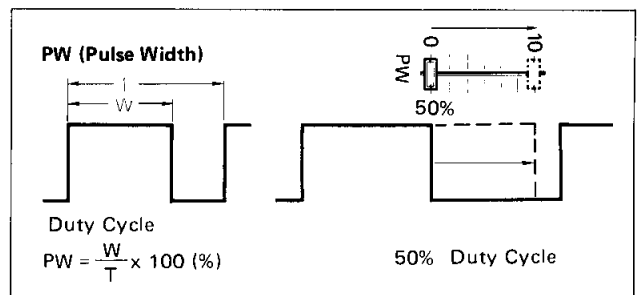 PW (Pulse Width)
T
W
PW
0
10
50%
Duty Cycle
PW = W/T x 100 (%)
50% Duty Cycle